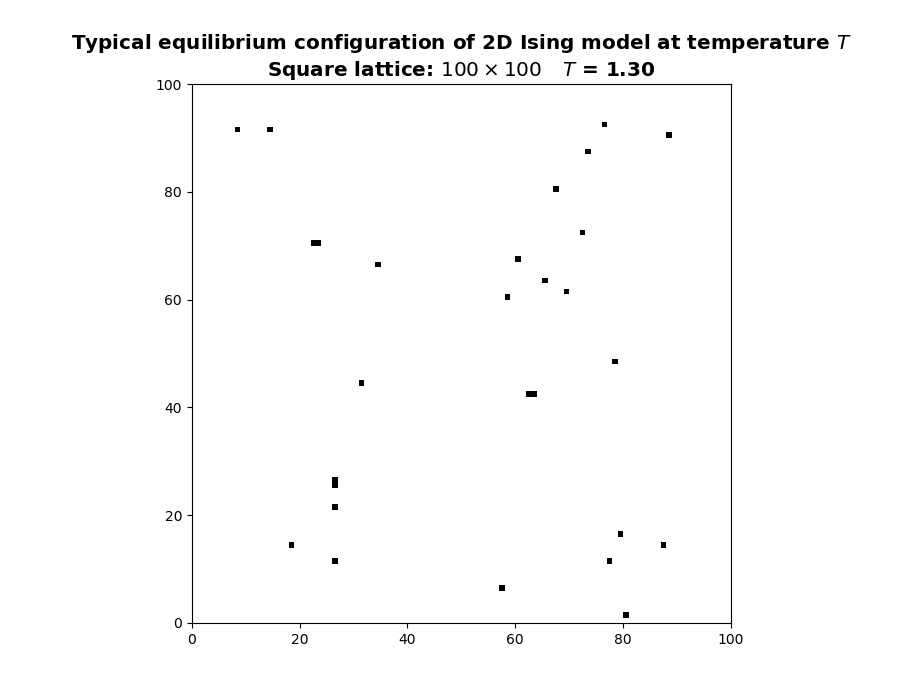 Typical equilibrium configuration of 2D Ising model at temperature T
Square lattice: 100 × 100 T = 1.30
100
80
60
40
20
0
0 20 40 60 80 100